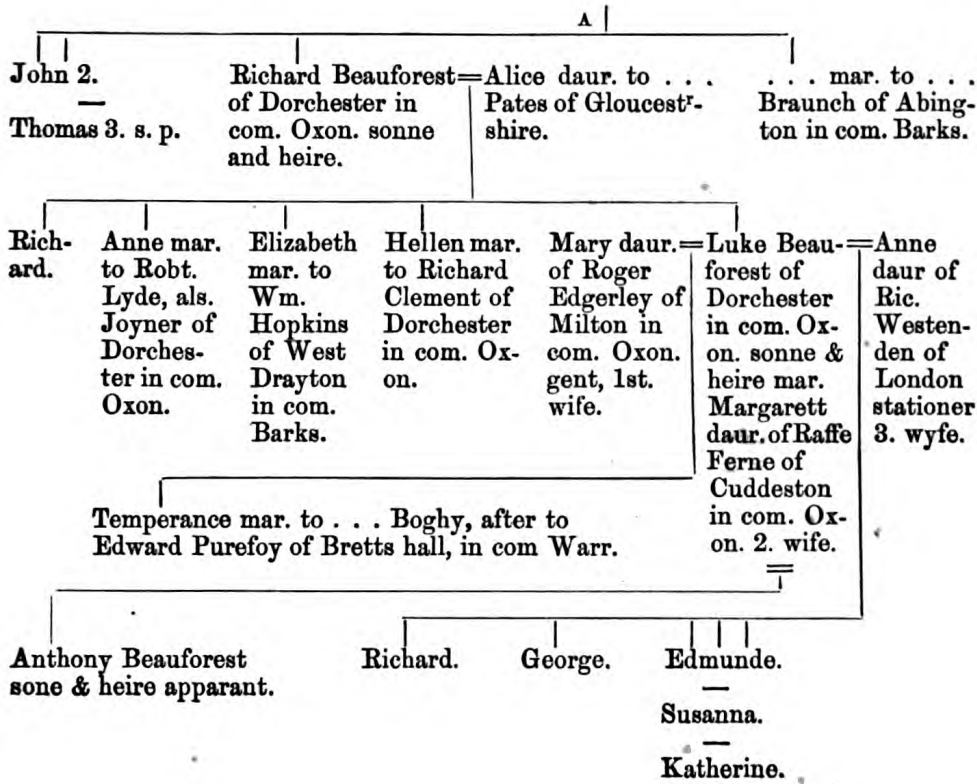 A
John 2.
Thomas 3. s. p.
Richard Beauforest=Alice daur. to . . .
of Dorchester in
com. Oxon. sonne
and heire.
Pates of Gloucestʳ-
shire.
. . . mar. to . . .
Braunch of Abing-
ton in com. Barks.
Rich-
ard.
Anne mar.
to Robt.
Lyde, als.
Joyner of
Dorches-
ter in com.
Oxon.
Elizabeth
mar. to
Wm.
Hopkins
of West
Drayton
in com.
Barks.
Hellen mar.
to Richard
Clement of
Dorchester
in com. Ox-
on.
Mary daur.=
of Roger
Edgerley of
Milton in
com. Oxon.
gent, 1st.
wife.
Luke Beau-=
forest of
Dorchester
in com. Ox-
on. sonne &
heire mar.
Margarett
daur. of Raffe
Ferne of
Cuddeston
in com. Ox-
on. 2. wife.
Anne
daur of
Ric.
Westen-
den of
London
stationer
3. wyfe.
Temperance mar. to . . . Boghy, after to
Edward Purefoy of Bretts hall, in com Warr.
Anthony Beauforest
sone & heire apparant.
Richard.
George.
Edmunde.
Susanna.
Katherine.